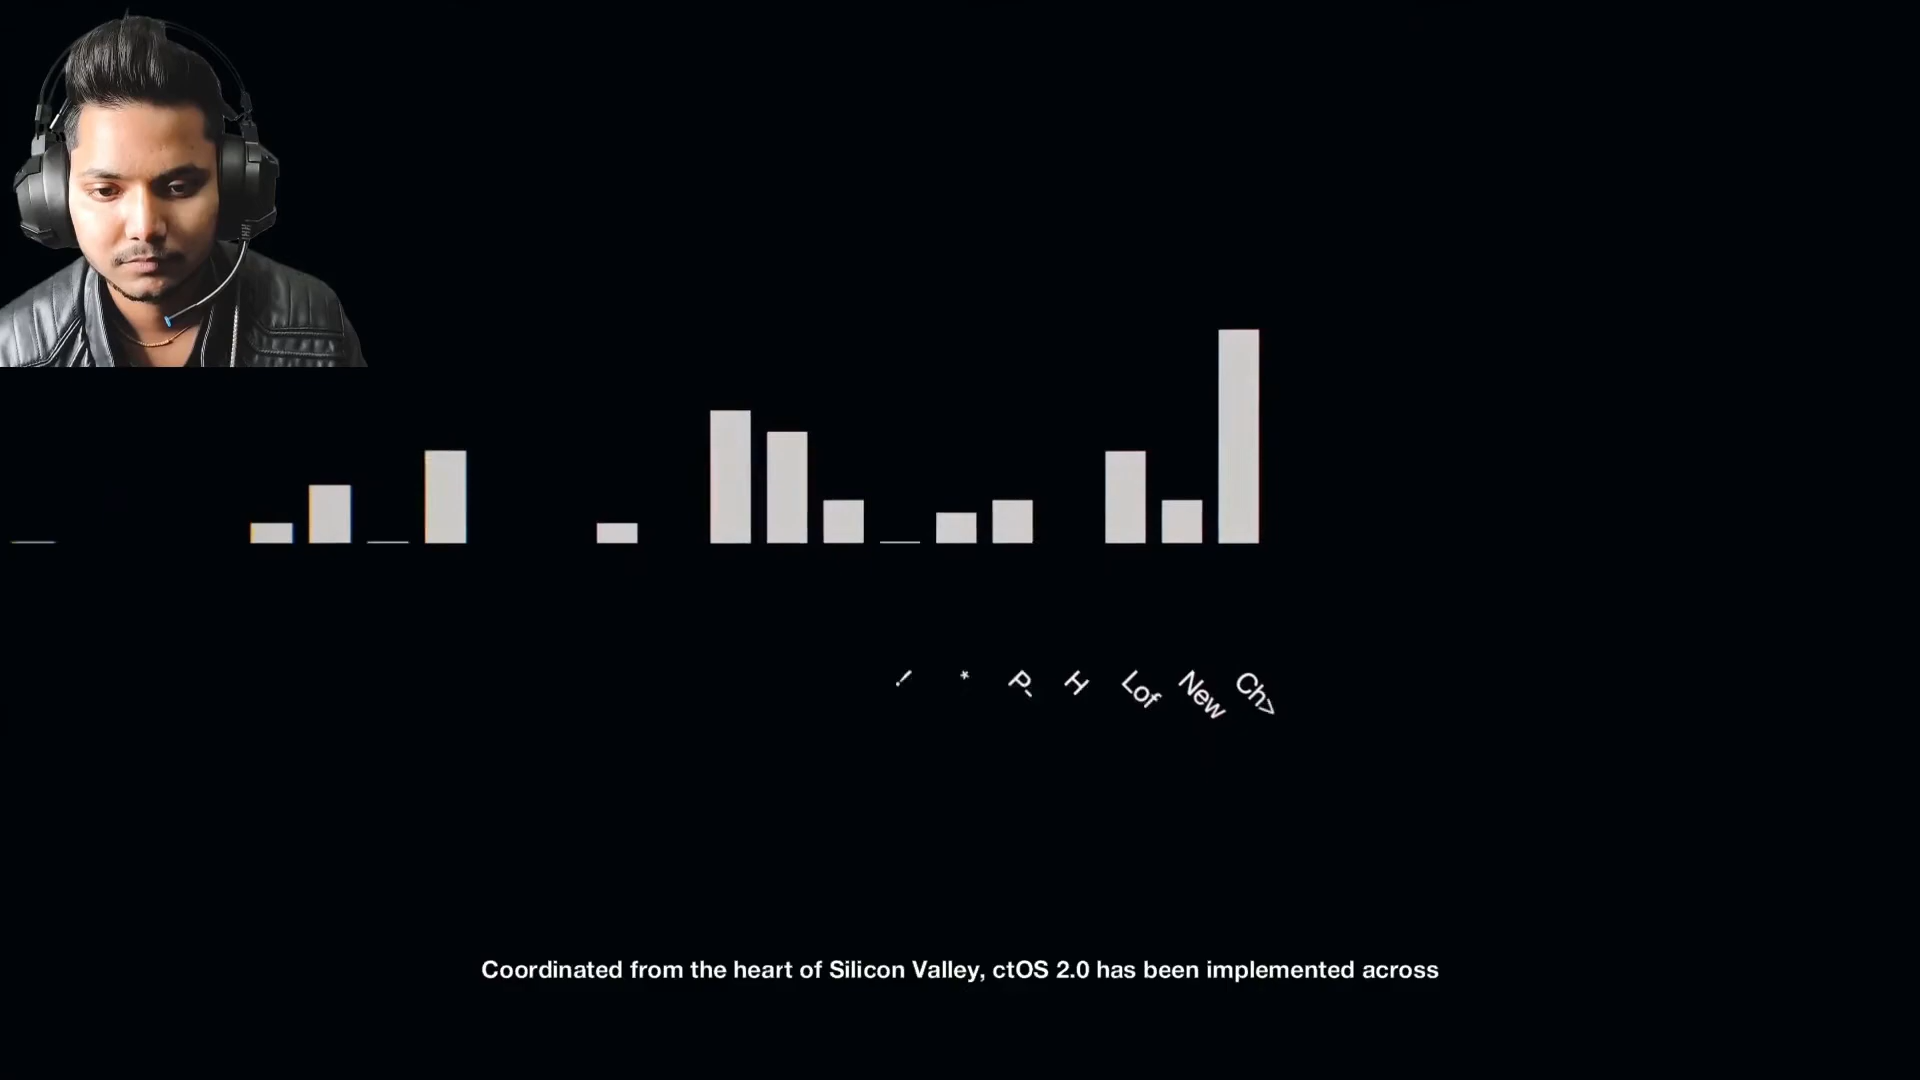 !
*
P-
H
Lof
New
Ch>
Coordinated from the heart of Silicon Valley, ctOS 2.0 has been implemented across